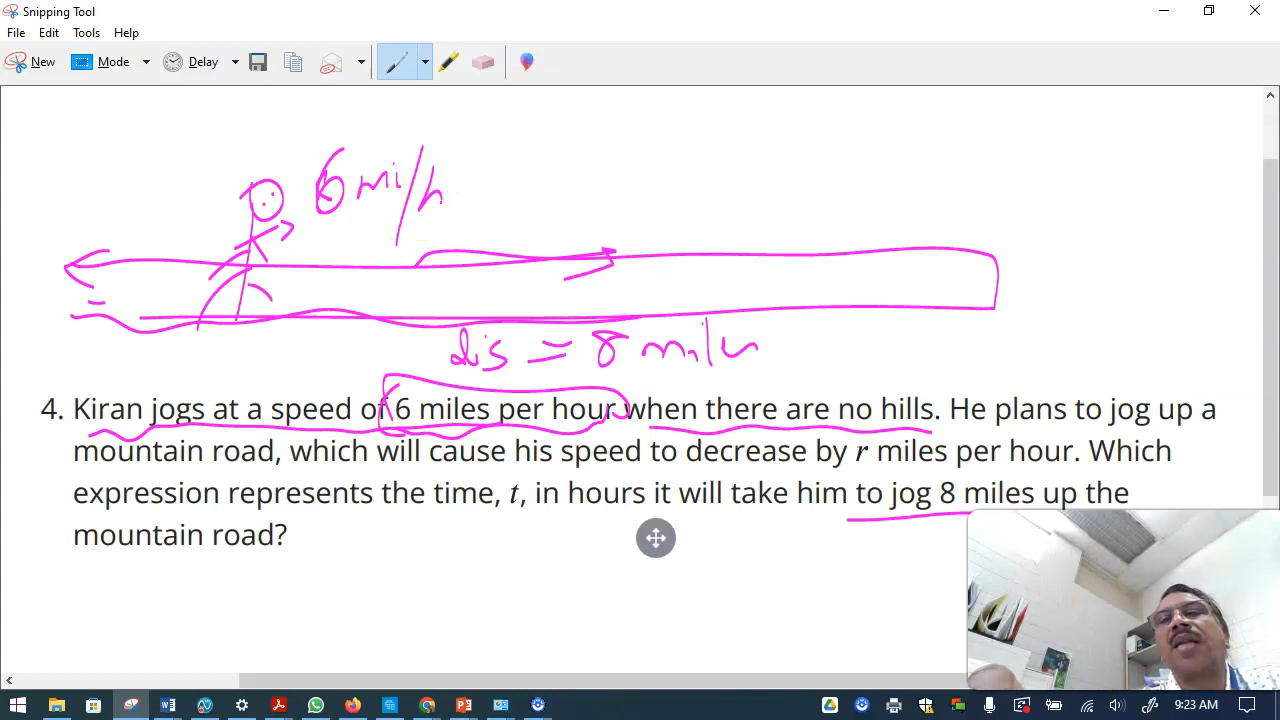 Snipping Tool
File Edit Tools Help
New Mode Delay
6 mi/h
dis = 8 miles
4. Kiran jogs at a speed of 6 miles per hour when there are no hills. He plans to jog up a
mountain road, which will cause his speed to decrease by r miles per hour. Which
expression represents the time, t, in hours it will take him to jog 8 miles up the
mountain road?
9:23 AM